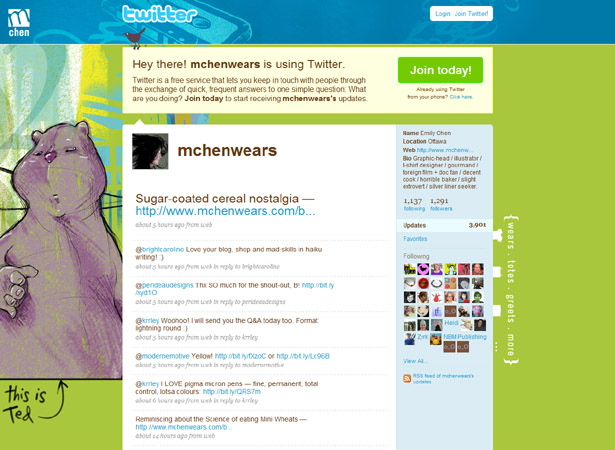 m
chen
twitter
Login Join Twitter!
Hey there! mchenwears is using Twitter.
Twitter is a free service that lets you keep in touch with people through
the exchange of quick, frequent answers to one simple question: What
are you doing? Join today to start receiving mchenwears's updates.
Join today!
Already using Twitter
from your phone? Click here.
mchenwears
Sugar-coated cereal nostalgia —
http://www.mchenwears.com/b...
about 5 hours ago from web
@brightcaroline Love your blog, shop and mad skills in haiku
writing! :)
about 5 hours ago from web in reply to brightcaroline
@perideaudesigns Thx SO much for the shout-out, B! http://bit.ly
about 5 hours ago from web in reply to perideaudesigns
@krrley Woohoo! I will send you the Q&A today too. Format:
lightning round :)
about 5 hours ago from web in reply to krrley
@modernemotive Yellow! http://bit.ly/fXzoC or http://bit.ly/Lc96B
about 5 hours ago from web in reply to modernemotive
@krrley I LOVE pigma micron pens — fine, permanent, total
control, lotsa colours: http://bit.ly/QRS7m
about 6 hours ago from web in reply to krrley
Reminiscing about the Science of eating Mini Wheats —
http://www.mchenwears.com/b...
about 14 hours ago from web
Name Emily Chen
Location Ottawa
Web http://www.mchenw...
Bio Graphic-head / illustrator /
t-shirt designer / gourmand /
foreign film + doc fan / decent
cook / horrible baker / slight
extrovert / silver liner seeker.
1,137 1,291
following followers
Updates 3,901
Favorites
Following
Heidi
NBM Publishing
View All...
RSS feed of mchenwears's
updates
{ wears . totes . greets . more }
this is
Ted